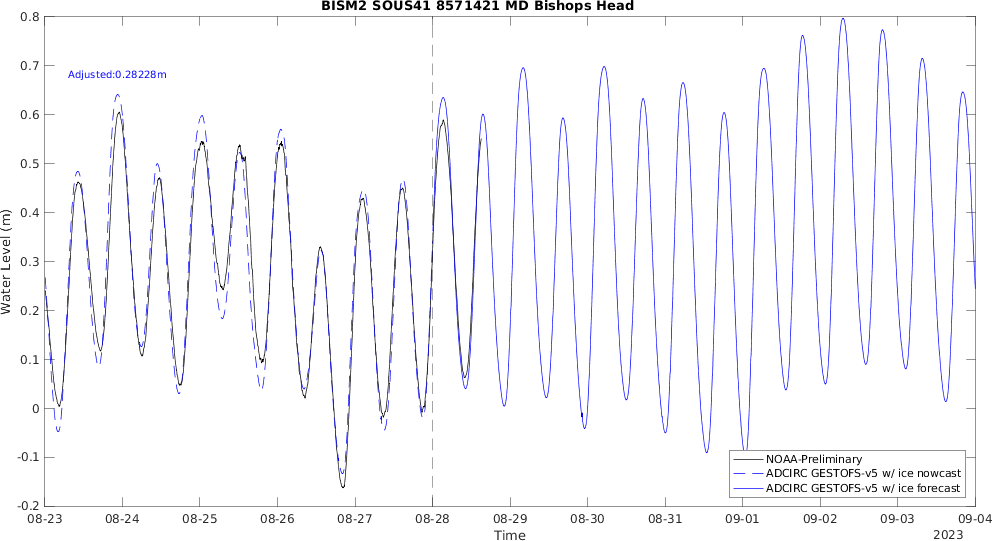 BISM2 SOUS41 8571421 MD Bishops Head
Adjusted:0.28228m
Water Level (m)
0.8
0.7
0.6
0.5
0.4
0.3
0.2
0.1
0
-0.1
-0.2
NOAA-Preliminary
ADCIRC GESTOFS-v5 w/ ice nowcast
ADCIRC GESTOFS-v5 w/ ice forecast
08-23 08-24 08-25 08-26 08-27 08-28 08-29 08-30 08-31 09-01 09-02 09-03 09-04
Time
2023